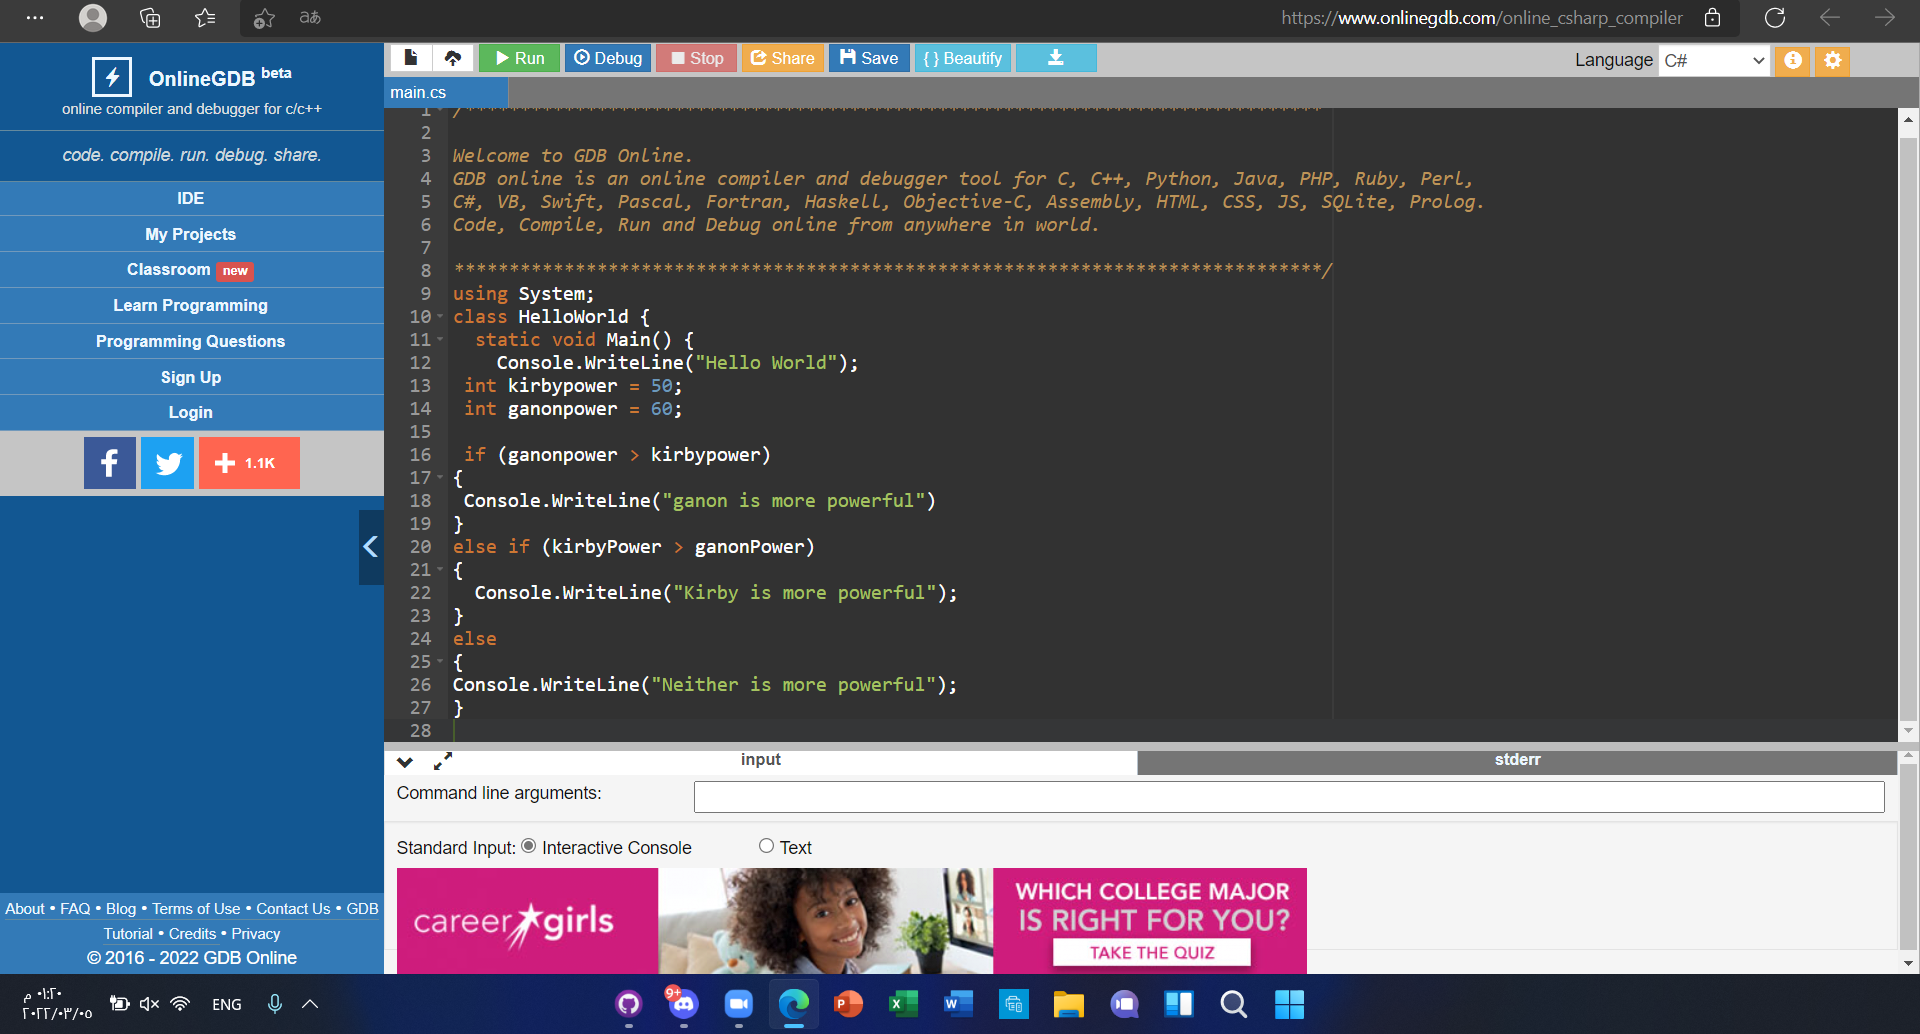 https://www.onlinegdb.com/online_csharp_compiler
OnlineGDB beta
online compiler and debugger for c/c++
code. compile. run. debug. share.
IDE
My Projects
Classroom new
Learn Programming
Programming Questions
Sign Up
Login
1.1K
About • FAQ • Blog • Terms of Use • Contact Us • GDB
Tutorial • Credits • Privacy
© 2016 - 2022 GDB Online
Run Debug Stop Share Save { } Beautify
Language C#
main.cs
1 /******************************************************************************
2
3 Welcome to GDB Online.
4 GDB online is an online compiler and debugger tool for C, C++, Python, Java, PHP, Ruby, Perl,
5 C#, VB, Swift, Pascal, Fortran, Haskell, Objective-C, Assembly, HTML, CSS, JS, SQLite, Prolog.
6 Code, Compile, Run and Debug online from anywhere in world.
7
8 *******************************************************************************/
9 using System;
10 class HelloWorld {
11 static void Main() {
12 Console.WriteLine("Hello World");
13 int kirbypower = 50;
14 int ganonpower = 60;
15
16 if (ganonpower > kirbypower)
17 {
18 Console.WriteLine("ganon is more powerful")
19 }
20 else if (kirbyPower > ganonPower)
21 {
22 Console.WriteLine("Kirby is more powerful");
23 }
24 else
25 {
26 Console.WriteLine("Neither is more powerful");
27 }
28
input stderr
Command line arguments:
Standard Input: Interactive Console Text
career girls
WHICH COLLEGE MAJOR
IS RIGHT FOR YOU?
TAKE THE QUIZ
٠١:٢٠ م
٢٠٢٢/٠٣/٠٥
ENG
9+